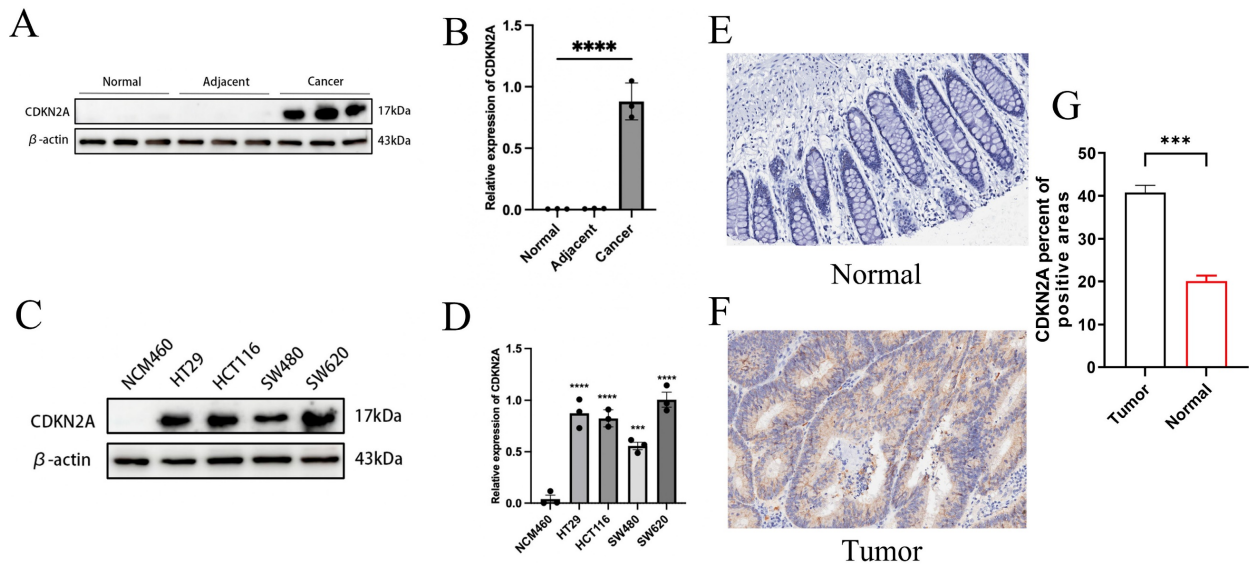 A
Normal Adjacent Cancer
CDKN2A 17kDa
β-actin 43kDa
B
Relative expression of CDKN2A
****
1.5
1.0
0.5
0.0
Normal
Adjacent
Cancer
C
NCM460 HT29 HCT116 SW480 SW620
CDKN2A 17kDa
β-actin 43kDa
D
Relative expression of CDKN2A
1.5
1.0
0.5
0.0
**** **** *** ****
NCM460
HT29
HCT116
SW480
SW620
E
Normal
F
Tumor
G
CDKN2A percent of
positive areas
***
50
40
30
20
10
0
Tumor
Normal